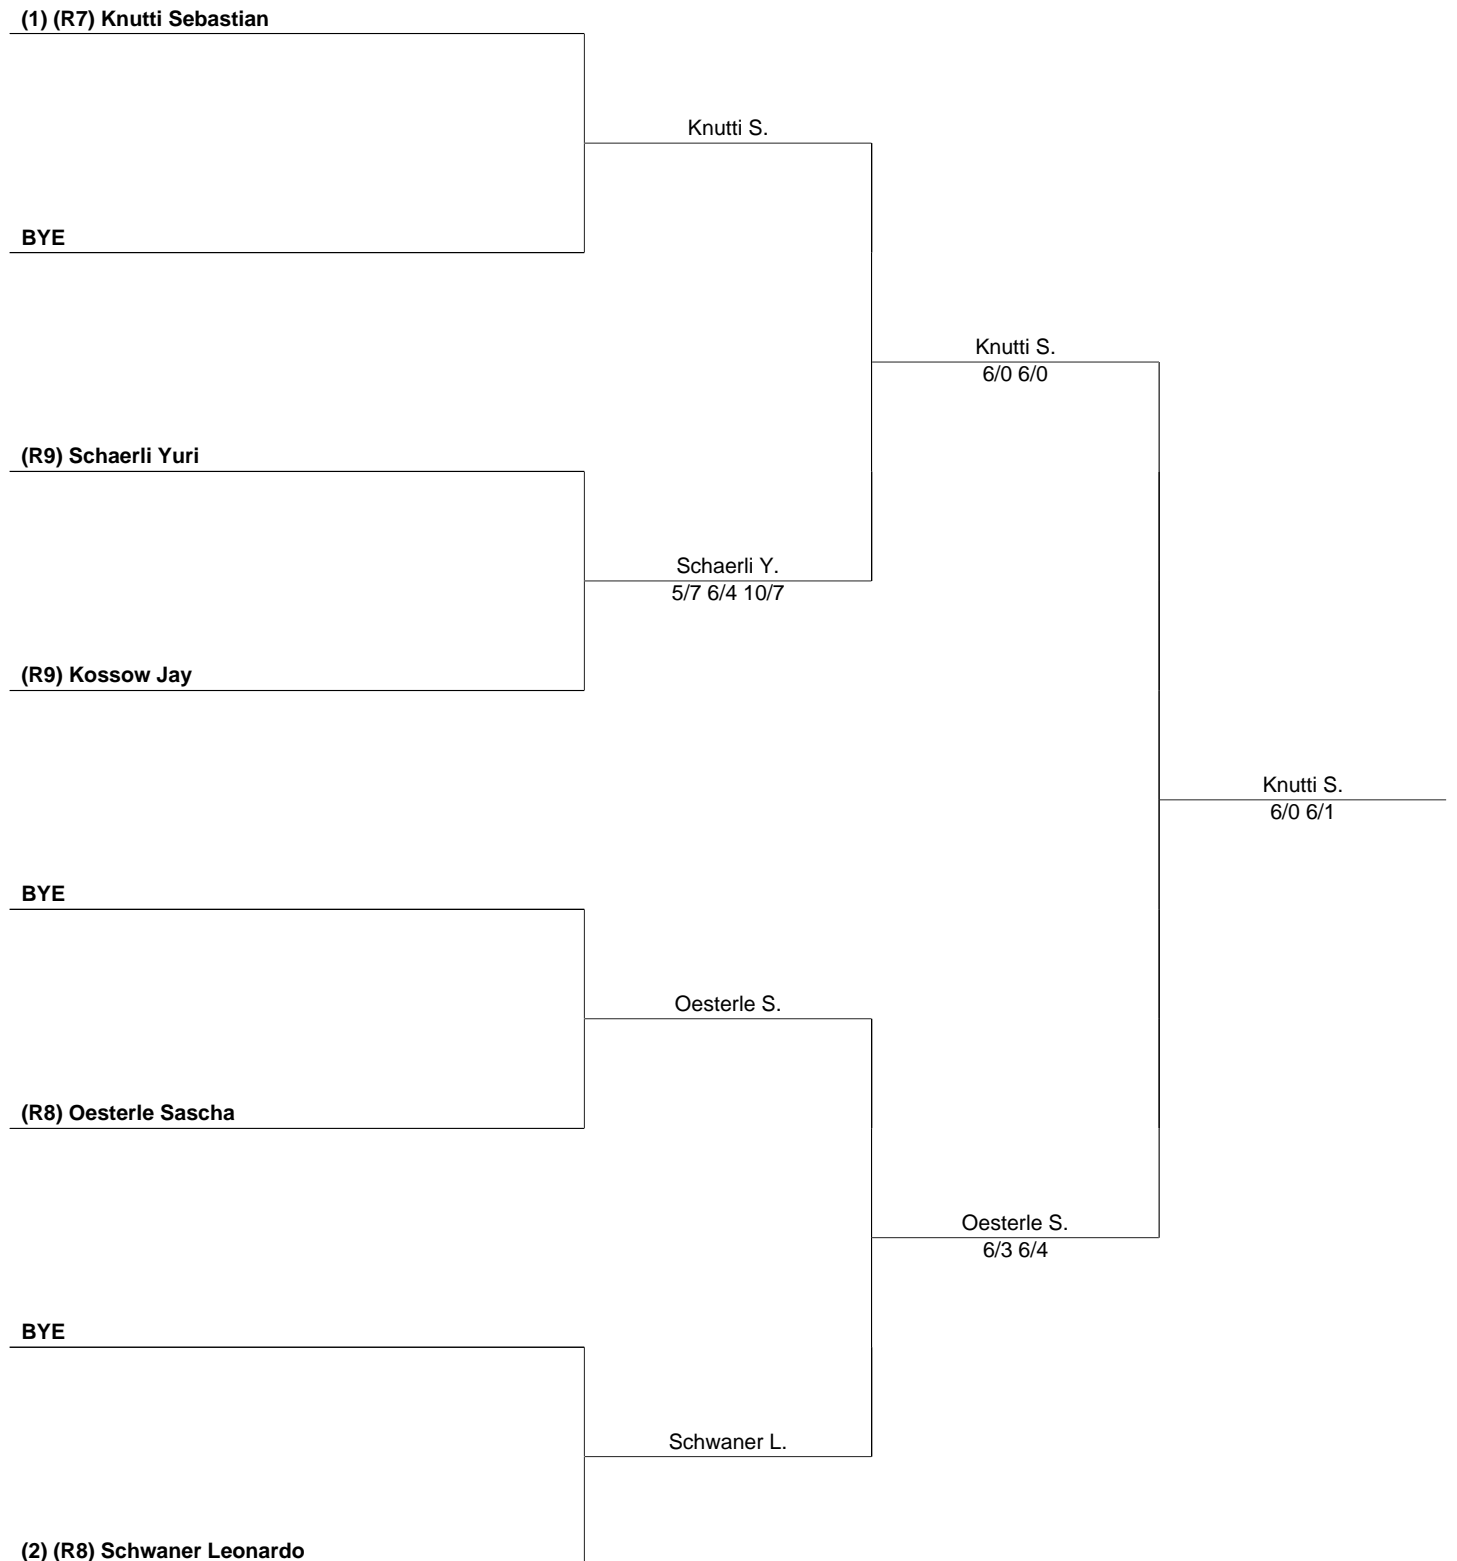 (1) (R7) Knutti Sebastian
Knutti S.
BYE
Knutti S.
6/0 6/0
(R9) Schaerli Yuri
Schaerli Y.
5/7 6/4 10/7
(R9) Kossow Jay
Knutti S.
6/0 6/1
BYE
Oesterle S.
(R8) Oesterle Sascha
Oesterle S.
6/3 6/4
BYE
Schwaner L.
(2) (R8) Schwaner Leonardo